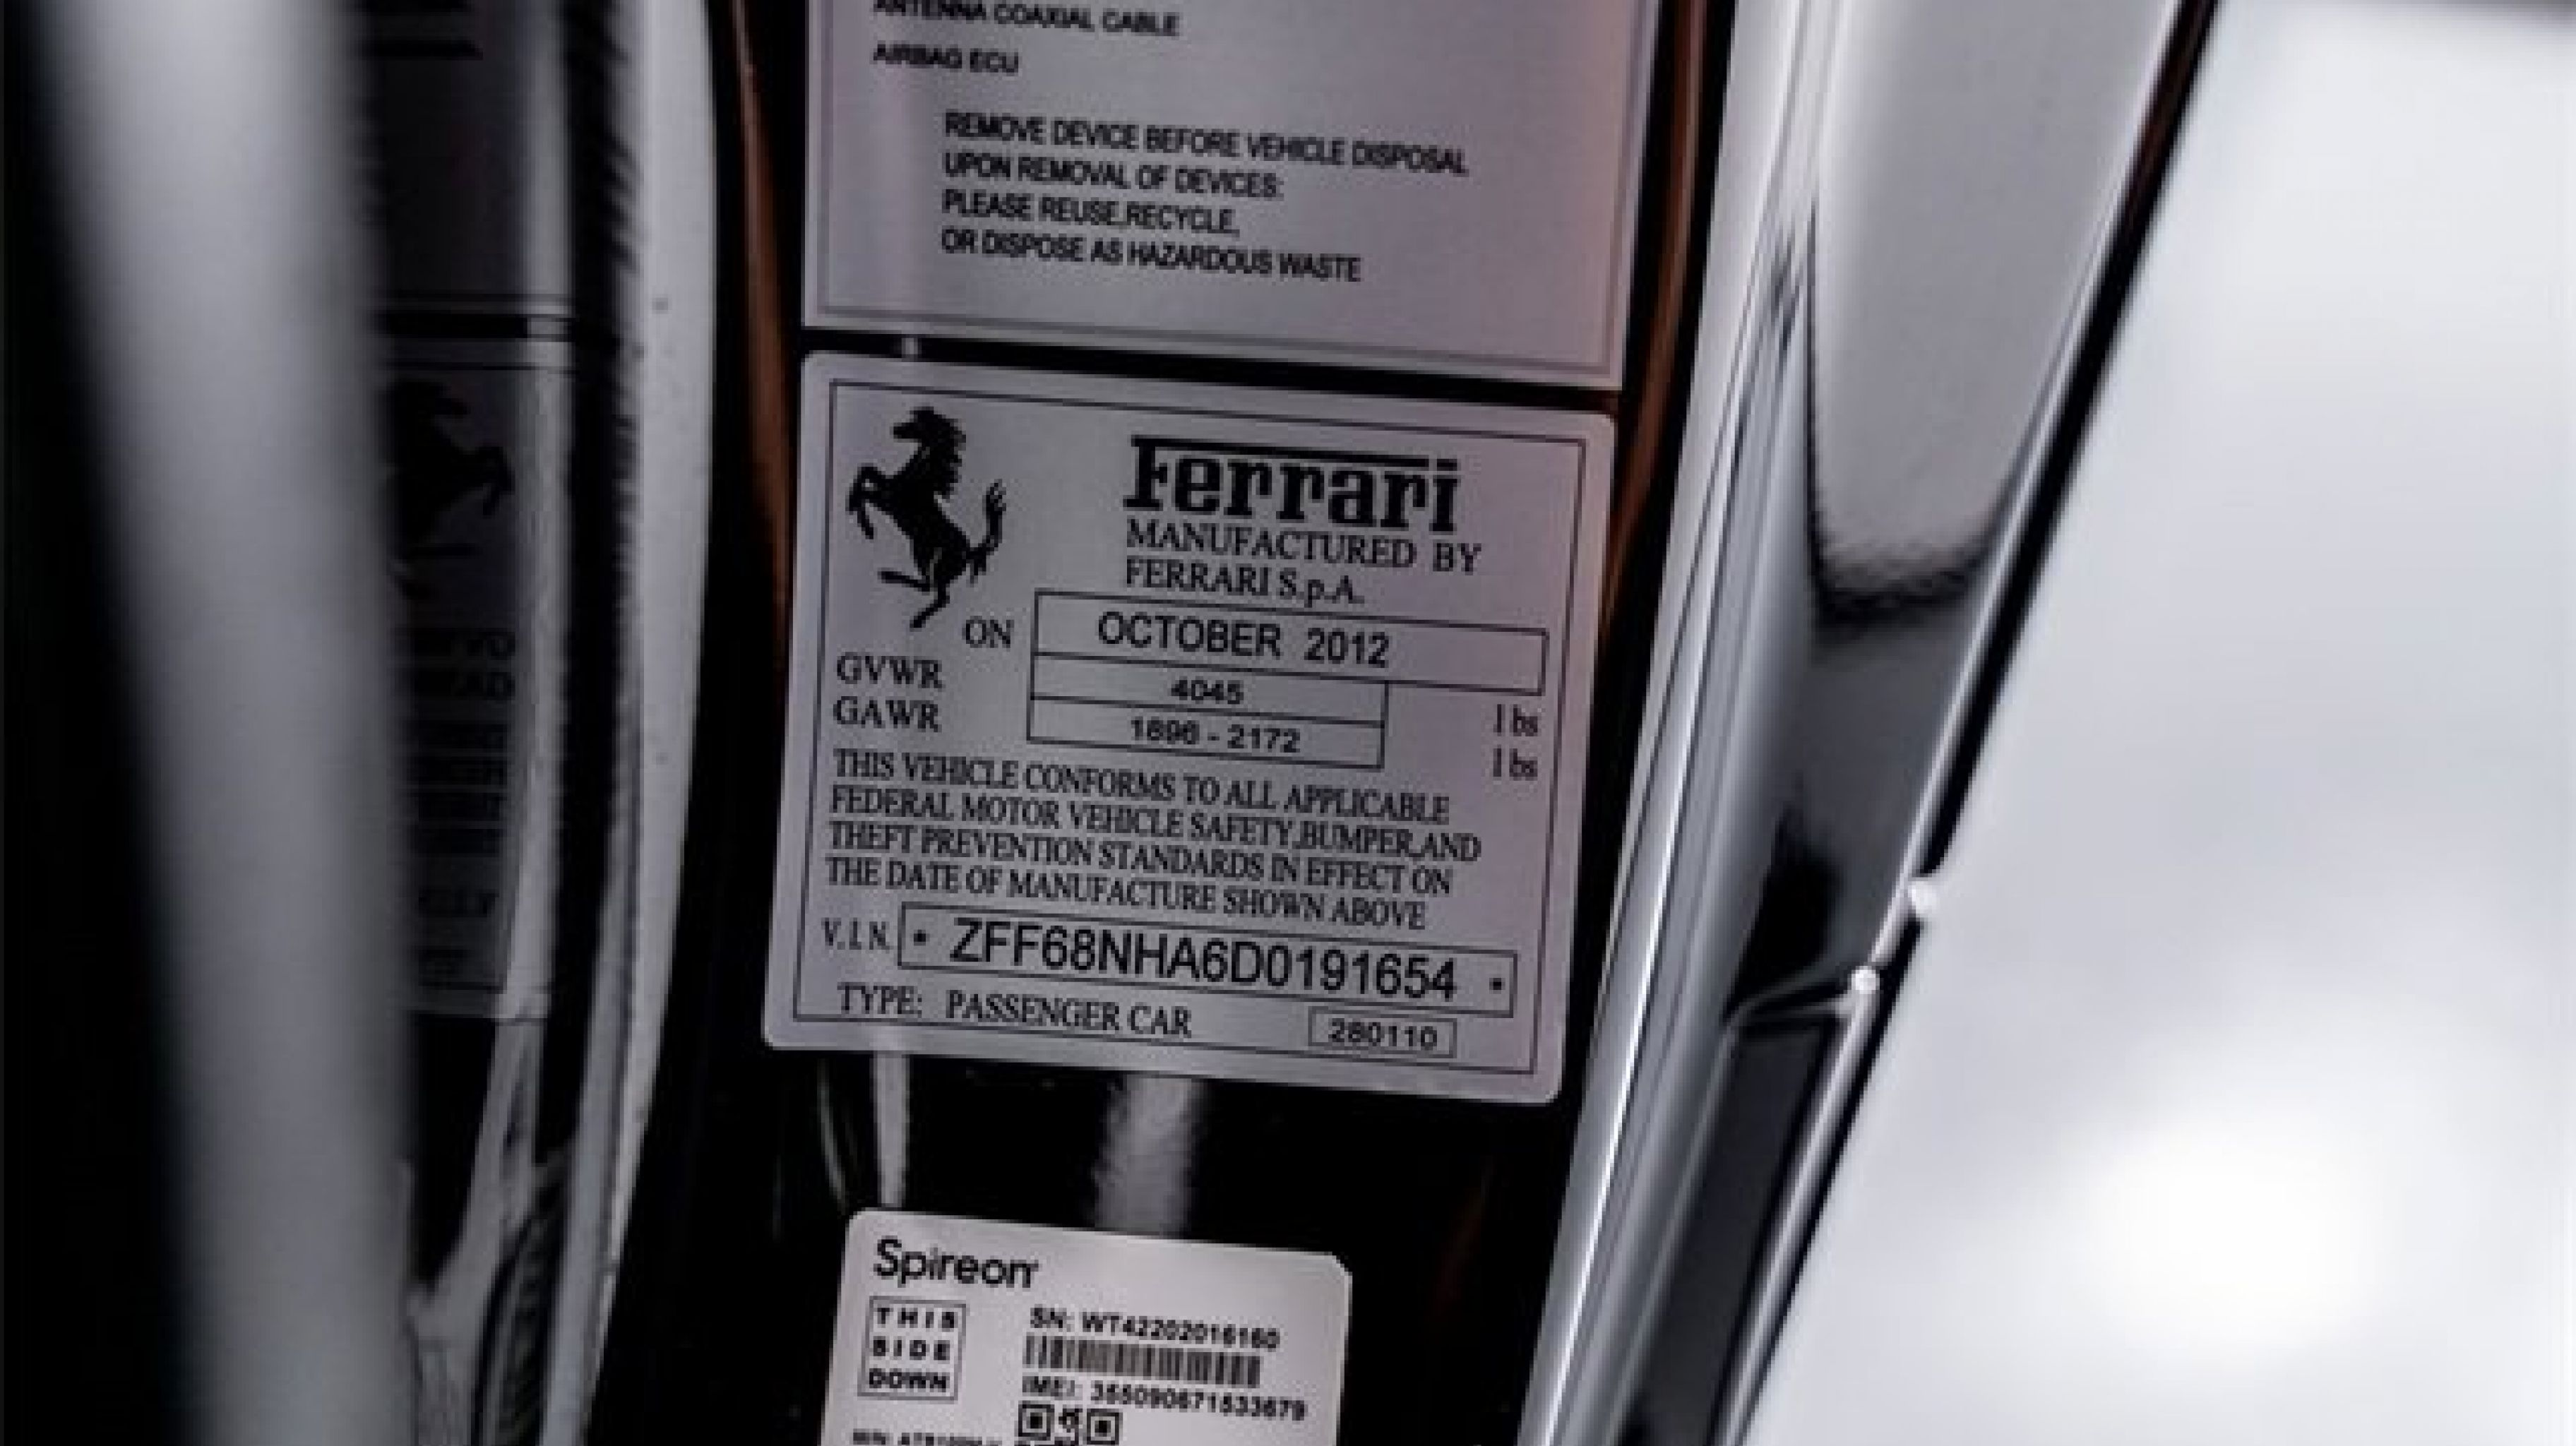 ANTENNA COAXIAL CABLE
AIRBAG ECU
REMOVE DEVICE BEFORE VEHICLE DISPOSAL
UPON REMOVAL OF DEVICES:
PLEASE REUSE,RECYCLE,
OR DISPOSE AS HAZARDOUS WASTE
Ferrari
MANUFACTURED BY
FERRARI S.p.A.
ON OCTOBER 2012
GVWR 4045 lbs
GAWR 1896 - 2172 lbs
THIS VEHICLE CONFORMS TO ALL APPLICABLE
FEDERAL MOTOR VEHICLE SAFETY,BUMPER,AND
THEFT PREVENTION STANDARDS IN EFFECT ON
THE DATE OF MANUFACTURE SHOWN ABOVE
V.I.N. * ZFF68NHA6D0191654 *
TYPE: PASSENGER CAR 280110
Spireon
THIS
SIDE
DOWN
SN: WT42202016160
IMEI: 355090671533679